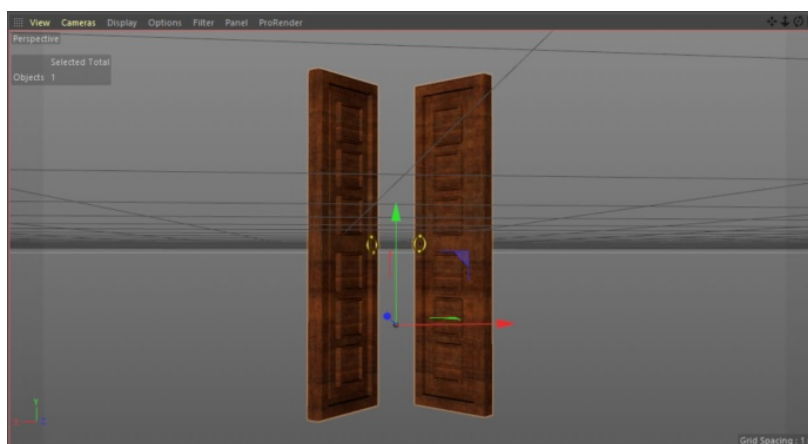 View Cameras Display Options Filter Panel ProRender
Perspective
Selected Total
Objects 1
Y
X Z
Grid Spacing : 1